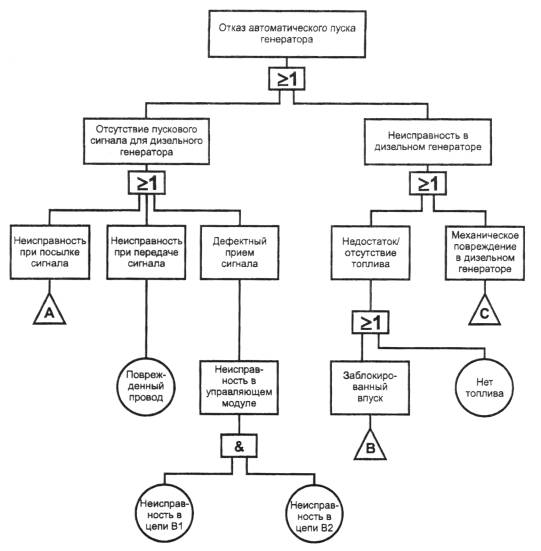 Отказ автоматического пуска
генератора
≥1
Отсутствие пускового
сигнала для дизельного
генератора
Неисправность в
дизельном генераторе
≥1
≥1
Неисправность
при посылке
сигнала
Неисправность
при передаче
сигнала
Дефектный
прием
сигнала
Недостаток/
отсутствие
топлива
Механическое
повреждение
в дизельном
генераторе
A
C
≥1
Повреж-
денный
провод
Неисправ-
ность в
управляющем
модуле
Заблокиро-
ванный
впуск
Нет
топлива
&
B
Неисправ-
ность в
цепи B1
Неисправ-
ность в
цепи B2